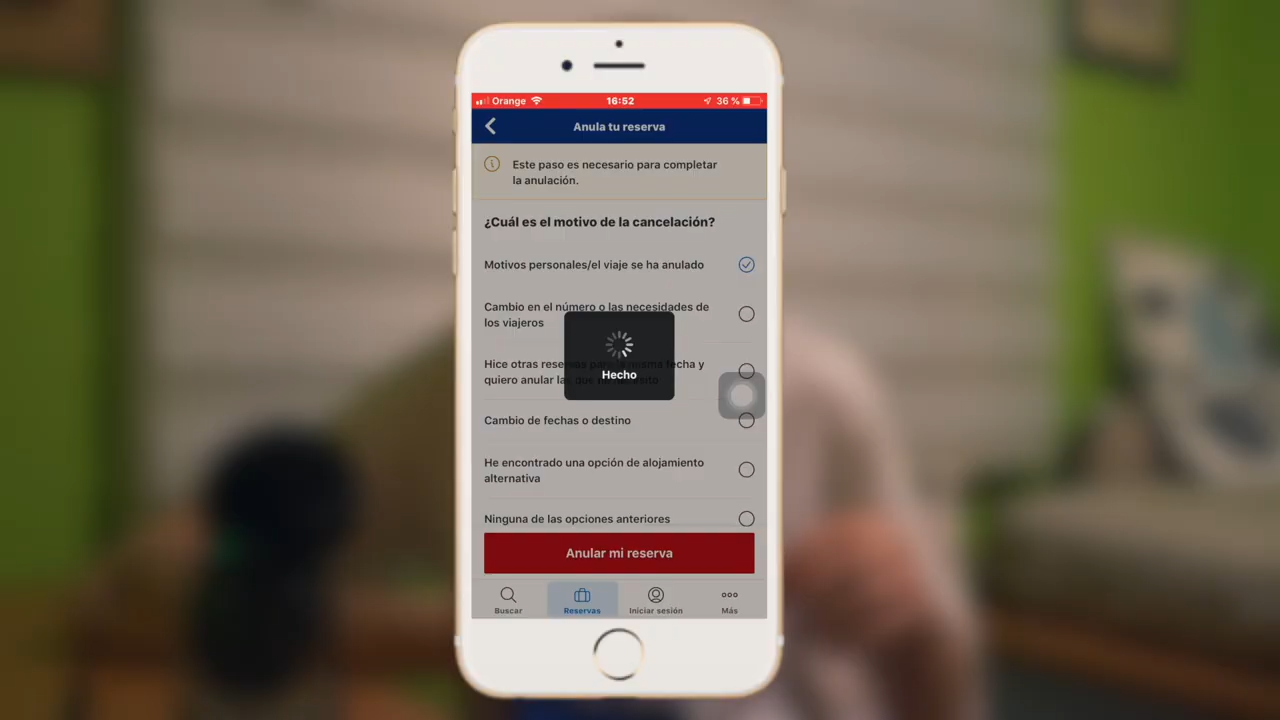 Orange
16:52
36 %
Anula tu reserva
Este paso es necesario para completar
la anulación.
¿Cuál es el motivo de la cancelación?
Motivos personales/el viaje se ha anulado
Cambio en el número o las necesidades de
los viajeros
Hice otras reservas para la misma fecha y
quiero anular las que no necesito
Hecho
Cambio de fechas o destino
He encontrado una opción de alojamiento
alternativa
Ninguna de las opciones anteriores
Anular mi reserva
Buscar
Reservas
Iniciar sesión
Más